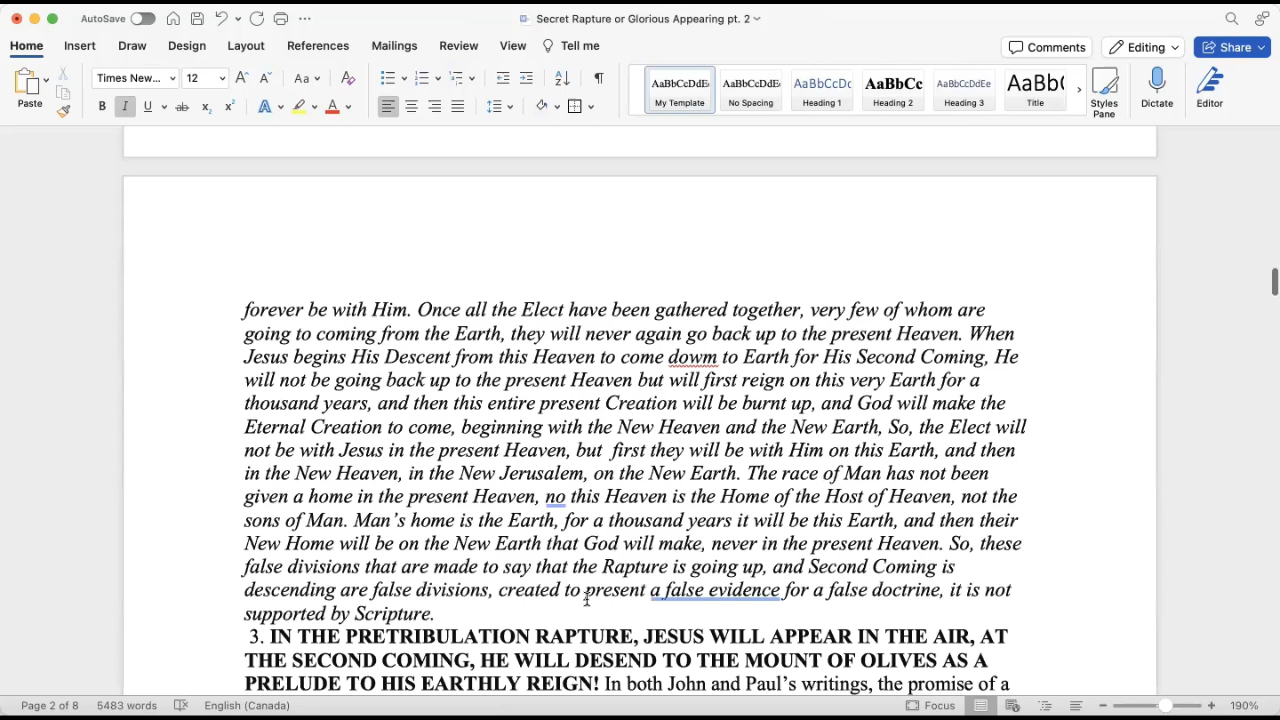 AutoSave
Secret Rapture or Glorious Appearing pt. 2
Home Insert Draw Design Layout References Mailings Review View Tell me Comments Editing Share
Paste Times New... 12 Aa AaBbCcDdEe AaBbCcDdEe AaBbCcDc AaBbCc AaBbCcDdEe AaBb(
My Template No Spacing Heading 1 Heading 2 Heading 3 Title Styles Pane Dictate Editor
B I U ab x₂ x² A A
forever be with Him. Once all the Elect have been gathered together, very few of whom are
going to coming from the Earth, they will never again go back up to the present Heaven. When
Jesus begins His Descent from this Heaven to come dowm to Earth for His Second Coming, He
will not be going back up to the present Heaven but will first reign on this very Earth for a
thousand years, and then this entire present Creation will be burnt up, and God will make the
Eternal Creation to come, beginning with the New Heaven and the New Earth, So, the Elect will
not be with Jesus in the present Heaven, but first they will be with Him on this Earth, and then
in the New Heaven, in the New Jerusalem, on the New Earth. The race of Man has not been
given a home in the present Heaven, no this Heaven is the Home of the Host of Heaven, not the
sons of Man. Man's home is the Earth, for a thousand years it will be this Earth, and then their
New Home will be on the New Earth that God will make, never in the present Heaven. So, these
false divisions that are made to say that the Rapture is going up, and Second Coming is
descending are false divisions, created to present a false evidence for a false doctrine, it is not
supported by Scripture.
3. IN THE PRETRIBULATION RAPTURE, JESUS WILL APPEAR IN THE AIR, AT
THE SECOND COMING, HE WILL DESEND TO THE MOUNT OF OLIVES AS A
PRELUDE TO HIS EARTHLY REIGN! In both John and Paul's writings, the promise of a
Page 2 of 8 5483 words English (Canada) Focus 190%